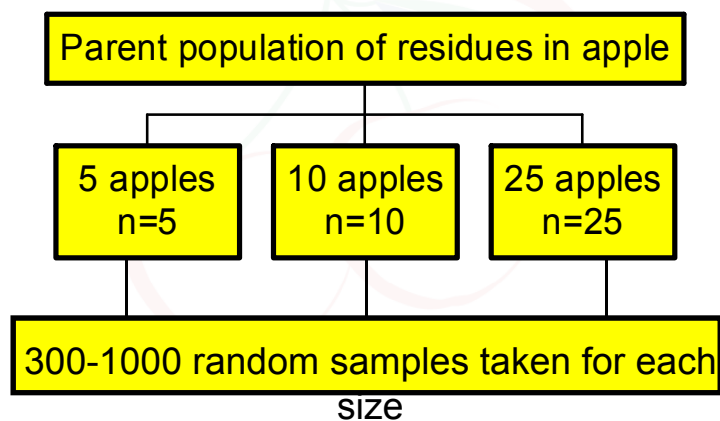 Parent population of residues in apple
5 apples
n=5
10 apples
n=10
25 apples
n=25
300-1000 random samples taken for each
size